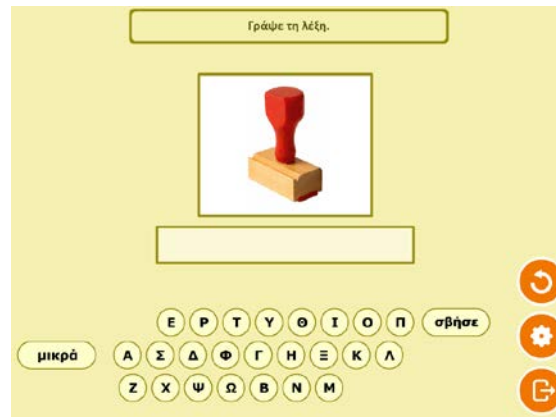 Γράψε τη λέξη.
Ε Ρ Τ Υ Θ Ι Ο Π σβήσε
μικρά Α Σ Δ Φ Γ Η Ξ Κ Λ
Ζ Χ Ψ Ω Β Ν Μ